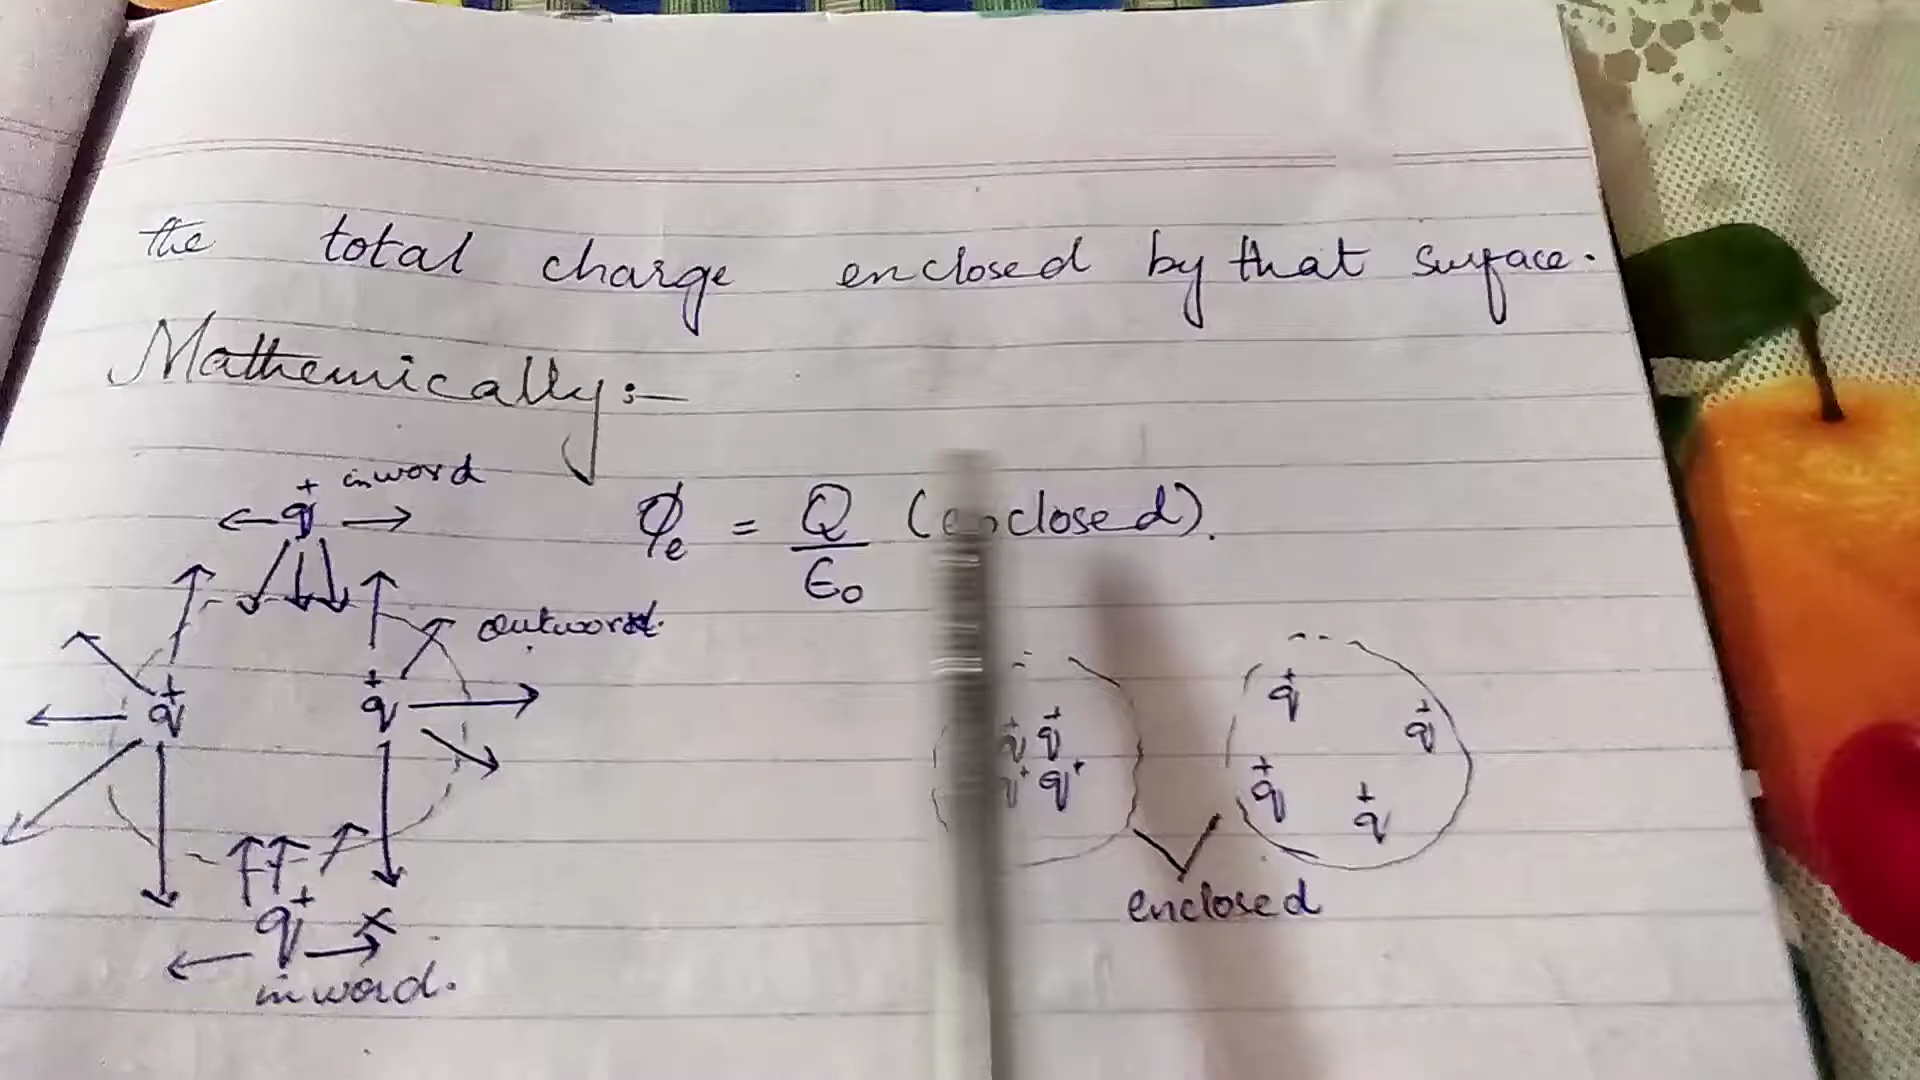 the total charge enclosed by that surface.
Mathemically:-
+ inword
q
ϕe = Q (enclosed).
ϵ0
outword.
+
q
+
q
+
q
+
q
+
q
+
q
+
q
q+
enclosed
q+
inword.